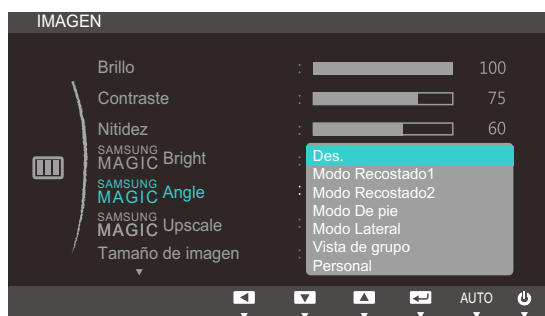 IMAGEN
Brillo : 100
Contraste : 75
Nitidez : 60
SAMSUNG MAGIC Bright :
SAMSUNG MAGIC Angle :
SAMSUNG MAGIC Upscale :
Tamaño de imagen :
Des.
Modo Recostado1
Modo Recostado2
Modo De pie
Modo Lateral
Vista de grupo
Personal
AUTO